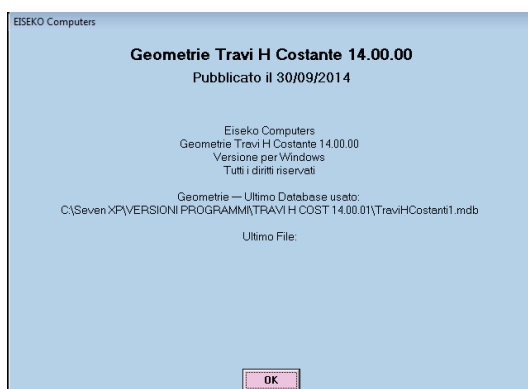 EISEKO Computers
Geometrie Travi H Costante 14.00.00
Pubblicato il 30/09/2014
Eiseko Computers
Geometrie Travi H Costante 14.00.00
Versione per Windows
Tutti i diritti riservati
Geometrie — Ultimo Database usato:
C:\Seven XP\VERSIONI PROGRAMMI\TRAVI H COST 14.00.01\TraviHCostanti1.mdb
Ultimo File:
OK